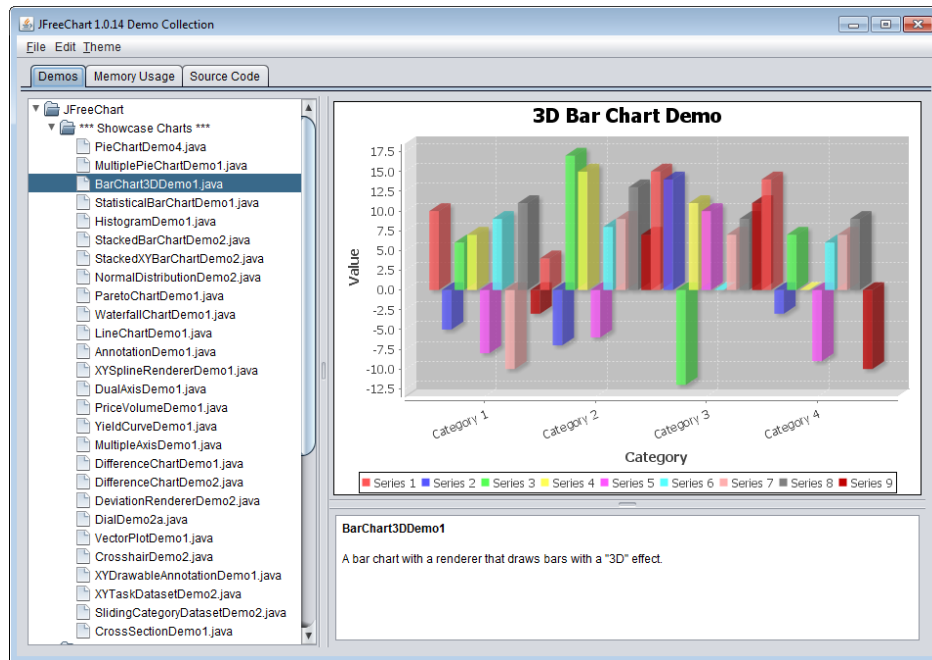 JFreeChart 1.0.14 Demo Collection
File Edit Theme
Demos Memory Usage Source Code
JFreeChart
*** Showcase Charts ***
PieChartDemo4.java
MultiplePieChartDemo1.java
BarChart3DDemo1.java
StatisticalBarChartDemo1.java
HistogramDemo1.java
StackedBarChartDemo2.java
StackedXYBarChartDemo2.java
NormalDistributionDemo2.java
ParetoChartDemo1.java
WaterfallChartDemo1.java
LineChartDemo1.java
AnnotationDemo1.java
XYSplineRendererDemo1.java
DualAxisDemo1.java
PriceVolumeDemo1.java
YieldCurveDemo1.java
MultipleAxisDemo1.java
DifferenceChartDemo1.java
DifferenceChartDemo2.java
DeviationRendererDemo2.java
DialDemo2a.java
VectorPlotDemo1.java
CrosshairDemo2.java
XYDrawableAnnotationDemo1.java
XYTaskDatasetDemo2.java
SlidingCategoryDatasetDemo2.java
CrossSectionDemo1.java
3D Bar Chart Demo
Value
17.5
15.0
12.5
10.0
7.5
5.0
2.5
0.0
-2.5
-5.0
-7.5
-10.0
-12.5
Category 1 Category 2 Category 3 Category 4
Category
Series 1 Series 2 Series 3 Series 4 Series 5 Series 6 Series 7 Series 8 Series 9
BarChart3DDemo1
A bar chart with a renderer that draws bars with a "3D" effect.